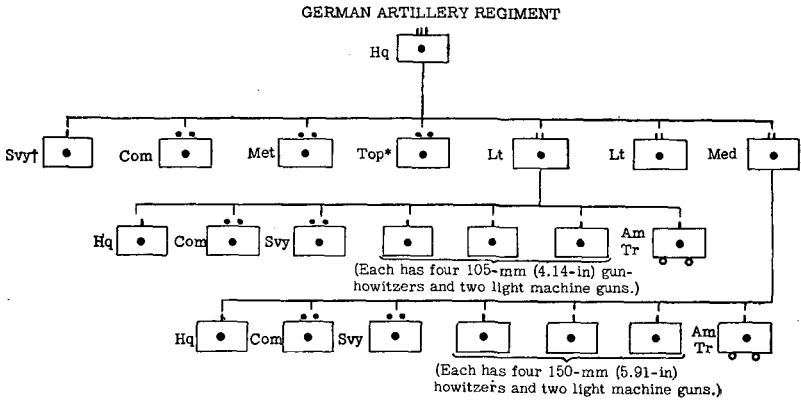 GERMAN ARTILLERY REGIMENT
Hq
Svy† Com Met Top* Lt Lt Med
Hq Com Svy Am
Tr
(Each has four 105-mm (4.14-in) gun-
howitzers and two light machine guns.)
Hq Com Svy Am
Tr
(Each has four 150-mm (5.91-in)
howitzers and two light machine guns.)